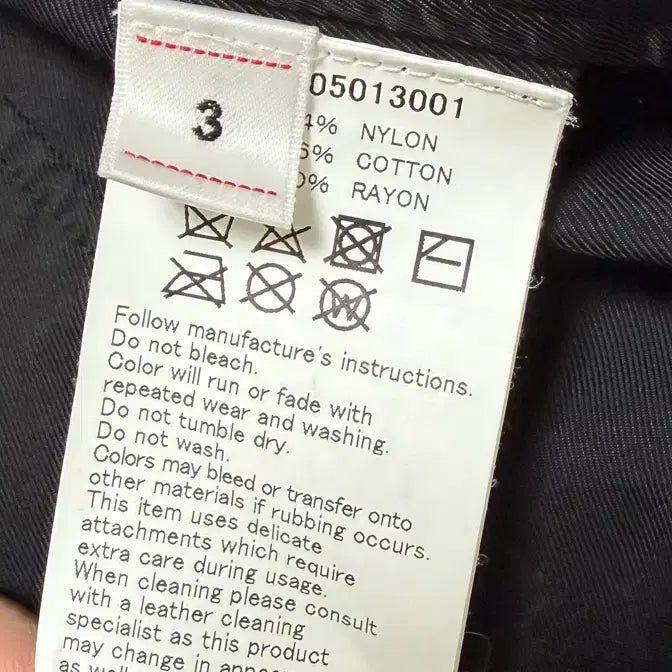 3
05013001
% NYLON
% COTTON
% RAYON
W
Follow manufacture's instructions.
Do not bleach.
Color will run or fade with
repeated wear and washing.
Do not tumble dry.
Do not wash.
Colors may bleed or transfer onto
other materials if rubbing occurs.
This item uses delicate
attachments which require
extra care during usage.
When cleaning please consult
with a leather cleaning
specialist as this product
may change in
as well